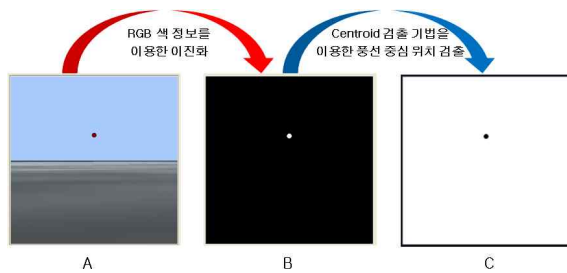 RGB 색 정보를
이용한 이진화
Centroid 검출 기법을
이용한 풍선 중심 위치 검출
A
B
C